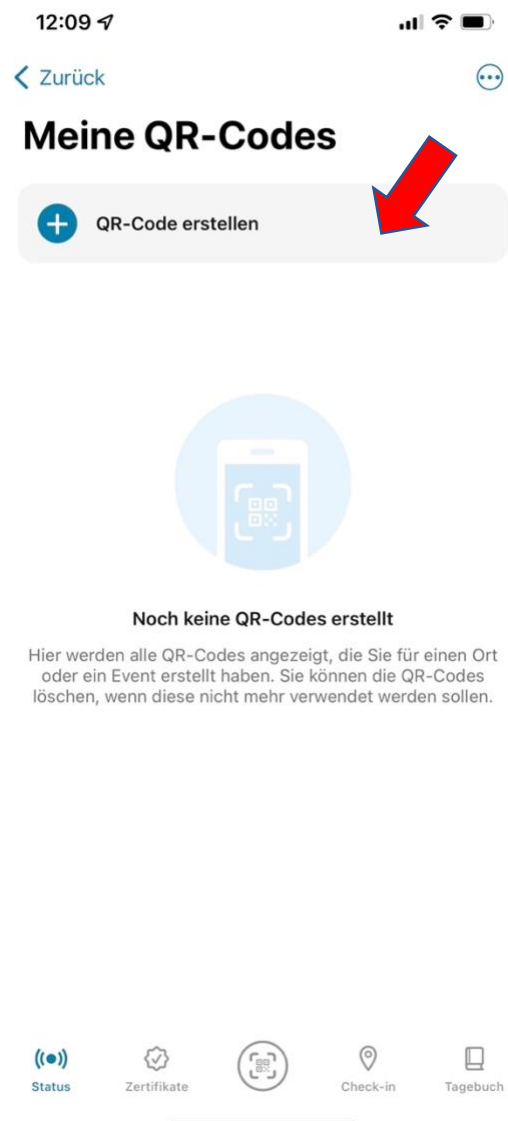 12:09
Zurück
Meine QR-Codes
QR-Code erstellen
Noch keine QR-Codes erstellt
Hier werden alle QR-Codes angezeigt, die Sie für einen Ort
oder ein Event erstellt haben. Sie können die QR-Codes
löschen, wenn diese nicht mehr verwendet werden sollen.
Status Zertifikate Check-in Tagebuch